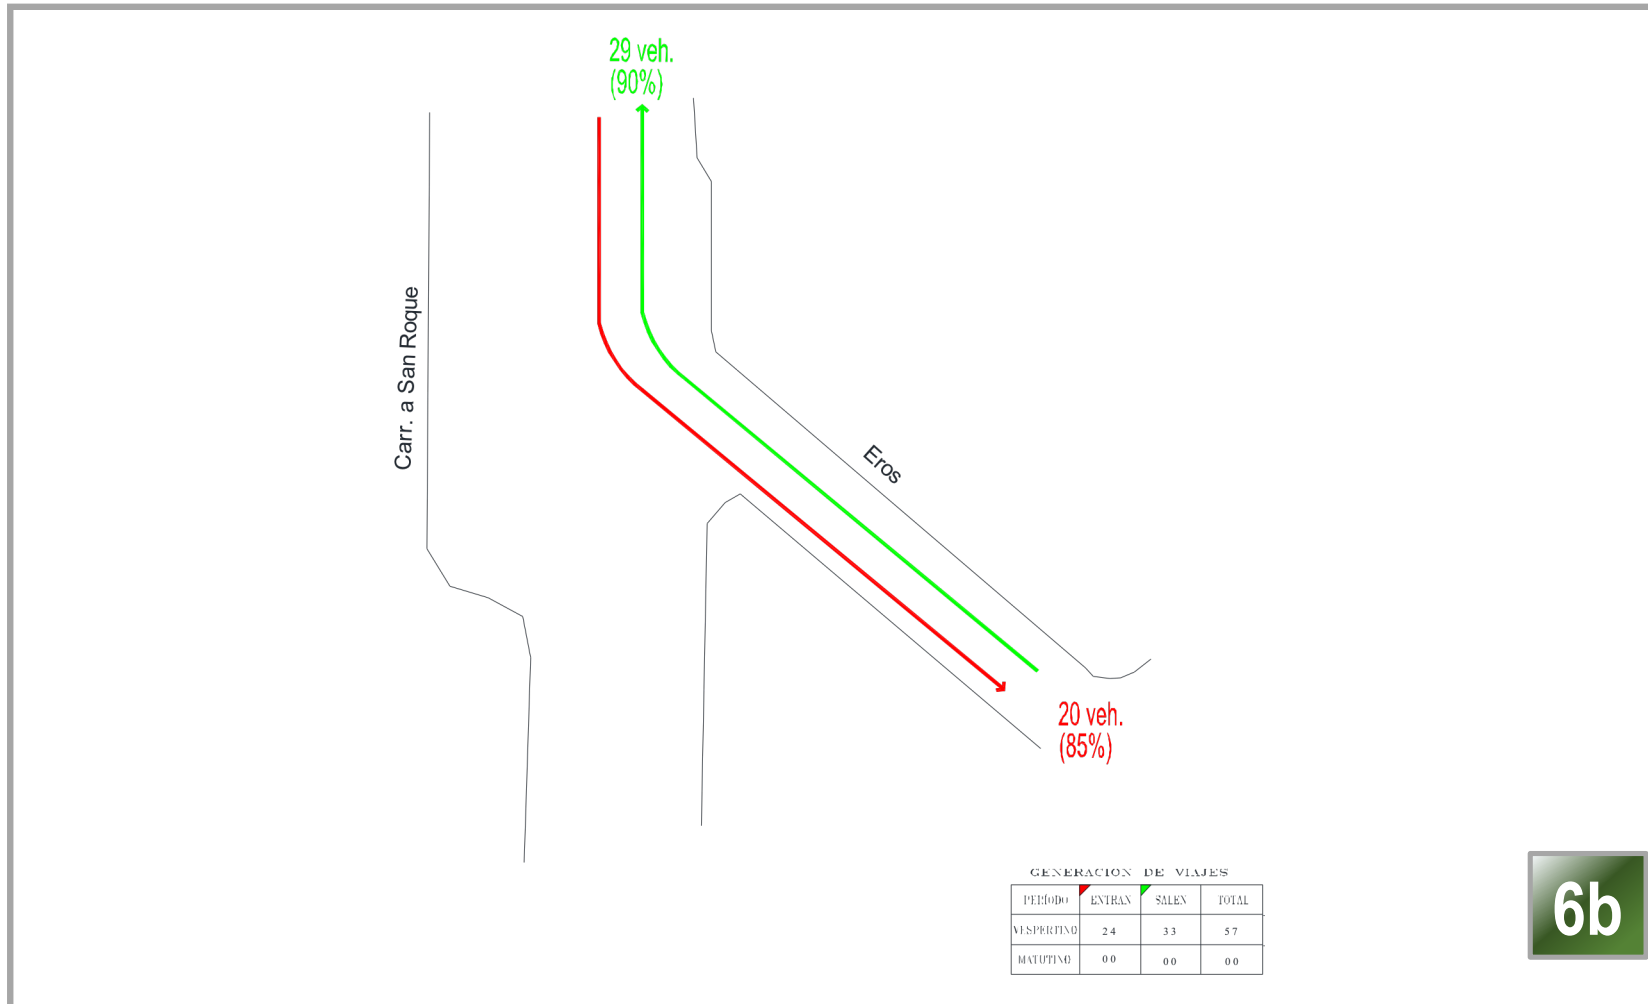 29 veh.
(90%)
Carr. a San Roque
Eros
20 veh.
(85%)
GENERACION DE VIAJES
PERÍODO ENTRAN SALEN TOTAL
VESPERTINO 24 33 57
MATUTINO 00 00 00
6b